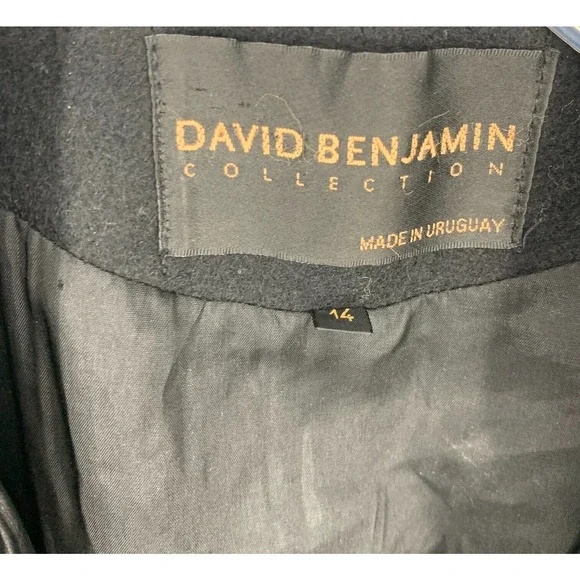 DAVID BENJAMIN
COLLECTION
MADE IN URUGUAY
14